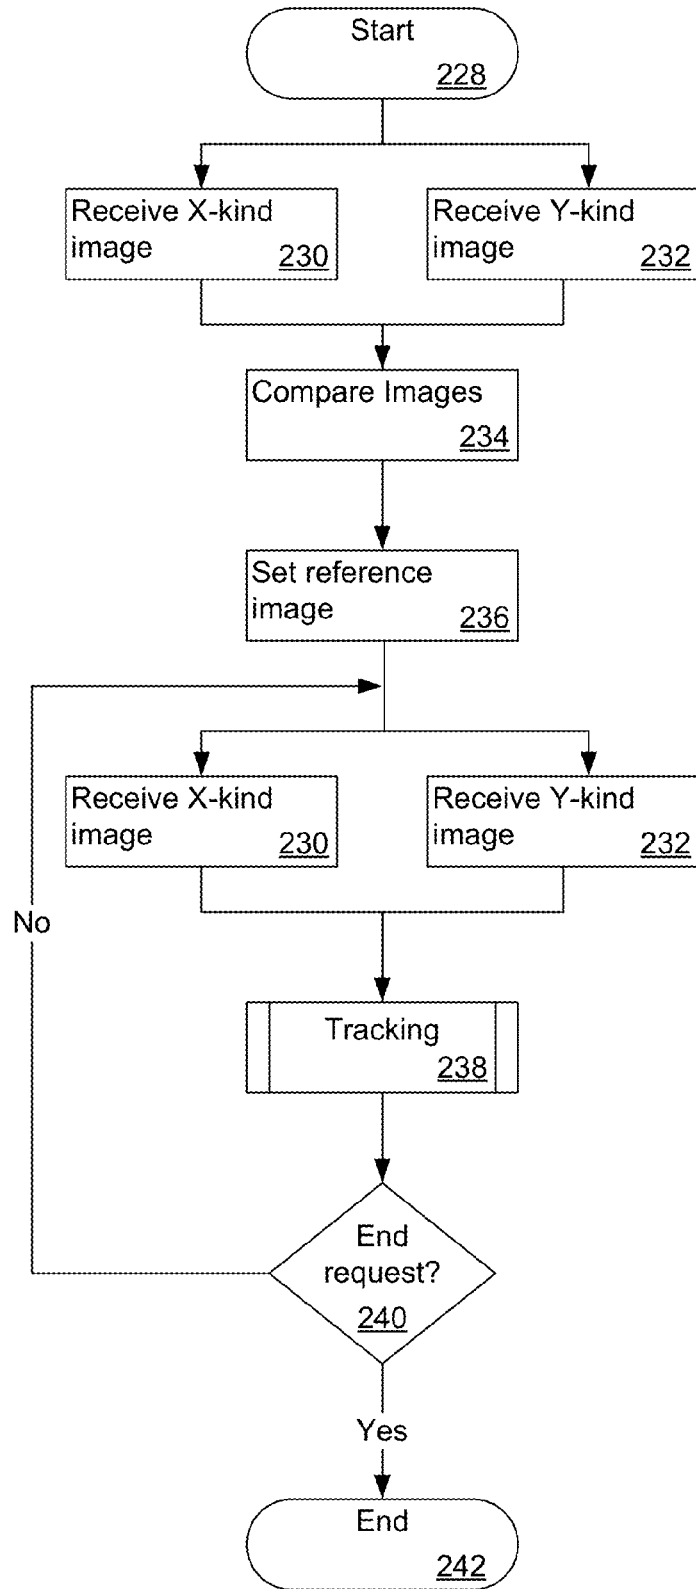 Start
228
Receive X-kind
image
230
Receive Y-kind
image
232
Compare Images
234
Set reference
image
236
Receive X-kind
image
230
Receive Y-kind
image
232
No
Tracking
238
End
request?
240
Yes
End
242